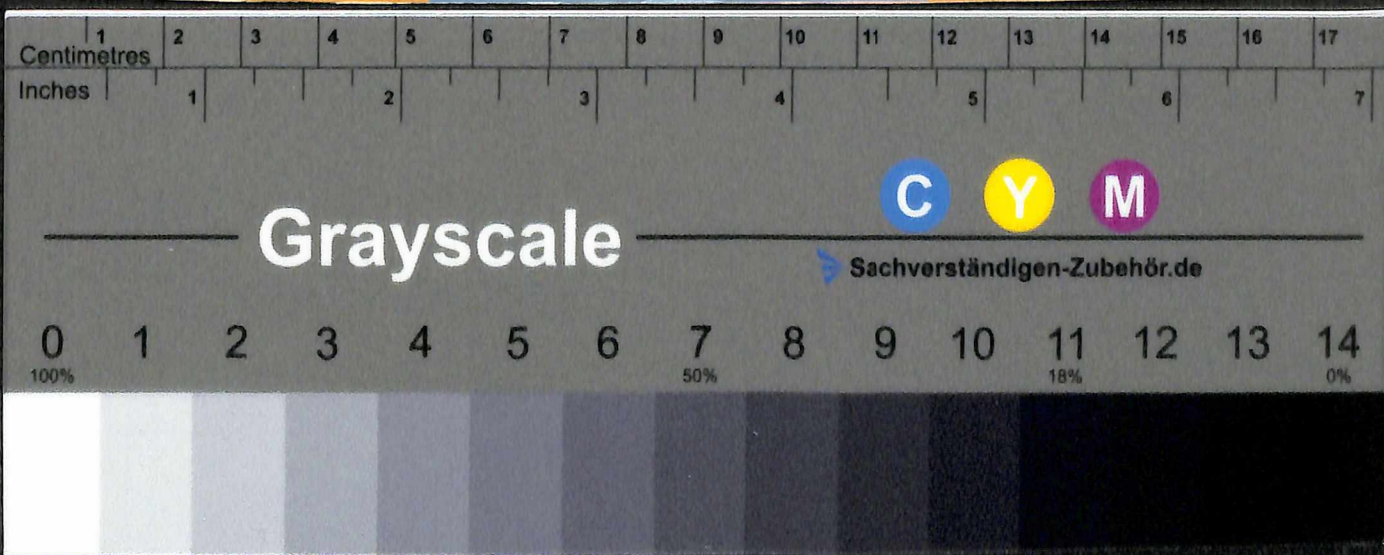 1 2 3 4 5 6 7 8 9 10 11 12 13 14 15 16 17
Centimetres
Inches
1 2 3 4 5 6 7
C Y M
Grayscale
Sachverständigen-Zubehör.de
0 1 2 3 4 5 6 7 8 9 10 11 12 13 14
100% 50% 18% 0%